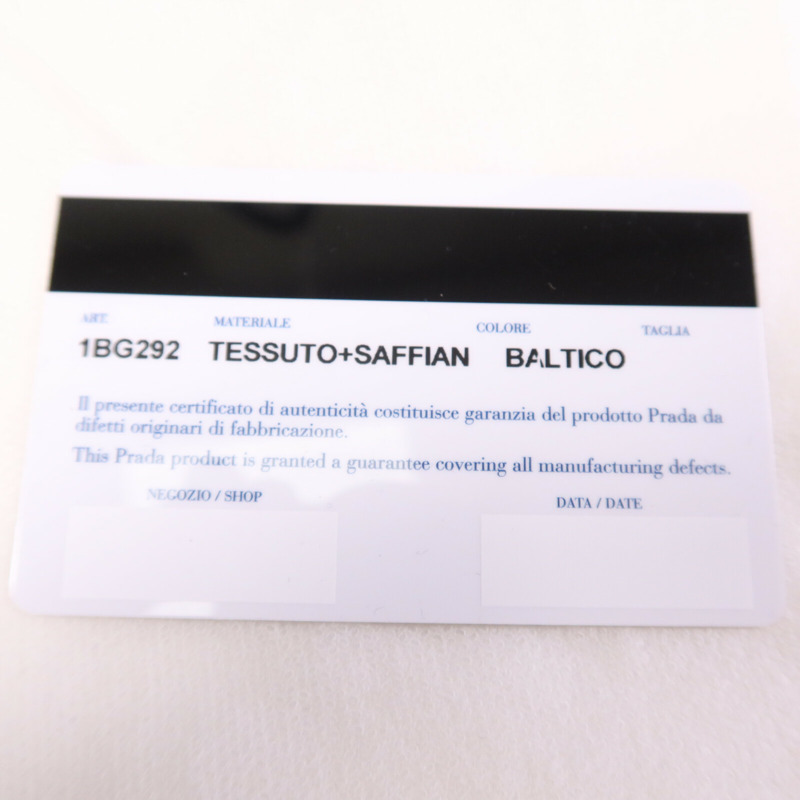 ART. MATERIALE COLORE TAGLIA
1BG292 TESSUTO+SAFFIAN BALTICO
Il presente certificato di autenticità costituisce garanzia del prodotto Prada da
difetti originari di fabbricazione.
This Prada product is granted a guarantee covering all manufacturing defects.
NEGOZIO / SHOP DATA / DATE